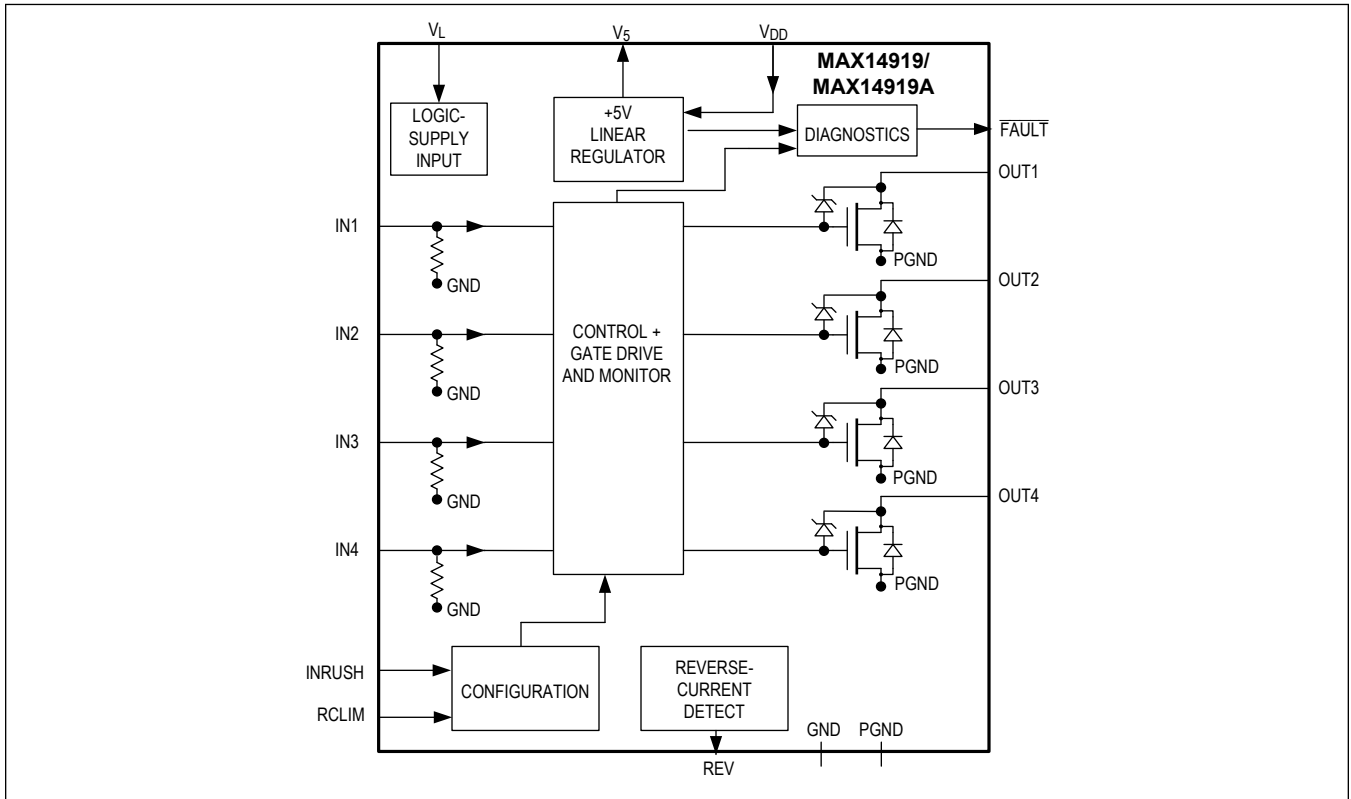 VL
V5
VDD
MAX14919/
MAX14919A
LOGIC-
SUPPLY
INPUT
+5V
LINEAR
REGULATOR
DIAGNOSTICS
FAULT
OUT1
IN1
GND
PGND
OUT2
IN2
GND
CONTROL +
GATE DRIVE
AND MONITOR
PGND
OUT3
IN3
GND
PGND
OUT4
IN4
GND
PGND
INRUSH
RCLIM
CONFIGURATION
REVERSE-
CURRENT
DETECT
GND
PGND
REV